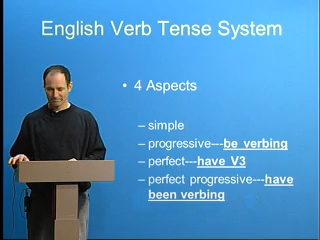 English Verb Tense System
• 4 Aspects
– simple
– progressive---be verbing
– perfect---have V3
– perfect progressive---have
been verbing